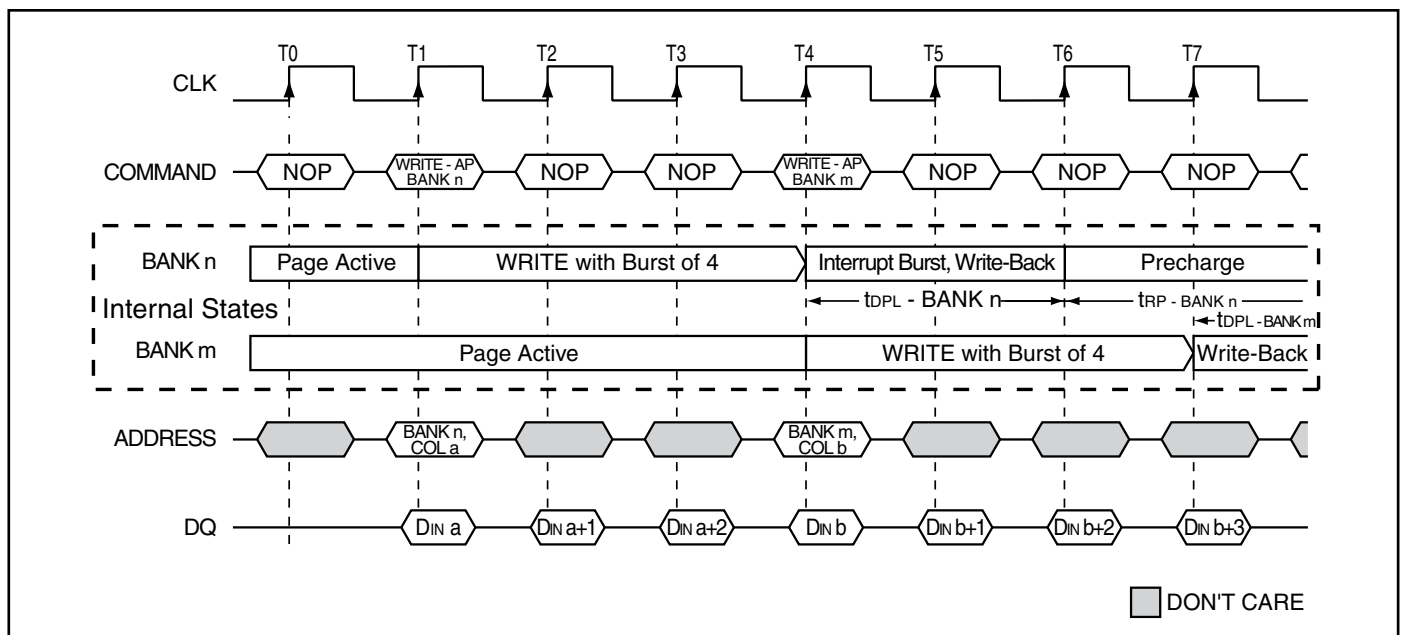 T0 T1 T2 T3 T4 T5 T6 T7
CLK
COMMAND NOP WRITE - AP BANK n NOP NOP WRITE - AP BANK m NOP NOP NOP
BANK n Page Active WRITE with Burst of 4 Interrupt Burst, Write-Back Precharge
Internal States tDPL - BANK n tRP - BANK n
tDPL - BANK m
BANK m Page Active WRITE with Burst of 4 Write-Back
ADDRESS BANK n, COL a BANK m, COL b
DQ DIN a DIN a+1 DIN a+2 DIN b DIN b+1 DIN b+2 DIN b+3
DON'T CARE